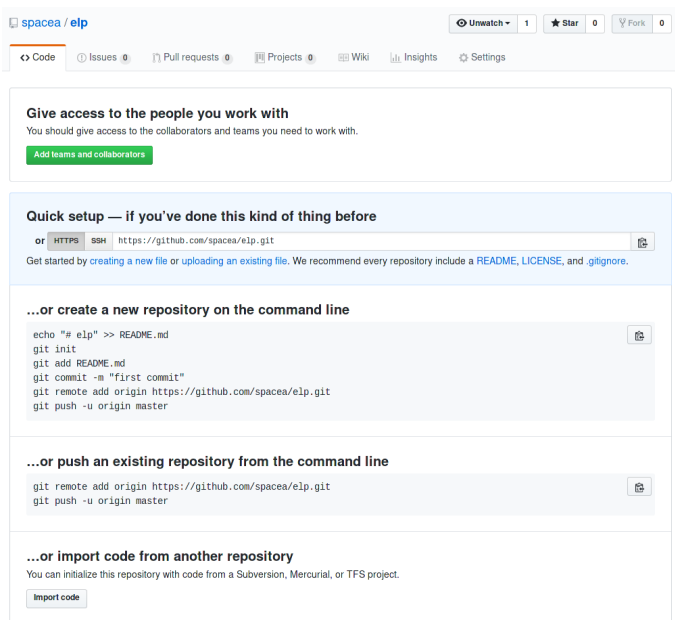 spacea / elp
Unwatch 1 Star 0 Fork 0
Code Issues 0 Pull requests 0 Projects 0 Wiki Insights Settings
Give access to the people you work with
You should give access to the collaborators and teams you need to work with.
Add teams and collaborators
Quick setup — if you've done this kind of thing before
or HTTPS SSH https://github.com/spacea/elp.git
Get started by creating a new file or uploading an existing file. We recommend every repository include a README, LICENSE, and .gitignore.
…or create a new repository on the command line
echo "# elp" >> README.md
git init
git add README.md
git commit -m "first commit"
git remote add origin https://github.com/spacea/elp.git
git push -u origin master
…or push an existing repository from the command line
git remote add origin https://github.com/spacea/elp.git
git push -u origin master
…or import code from another repository
You can initialize this repository with code from a Subversion, Mercurial, or TFS project.
Import code